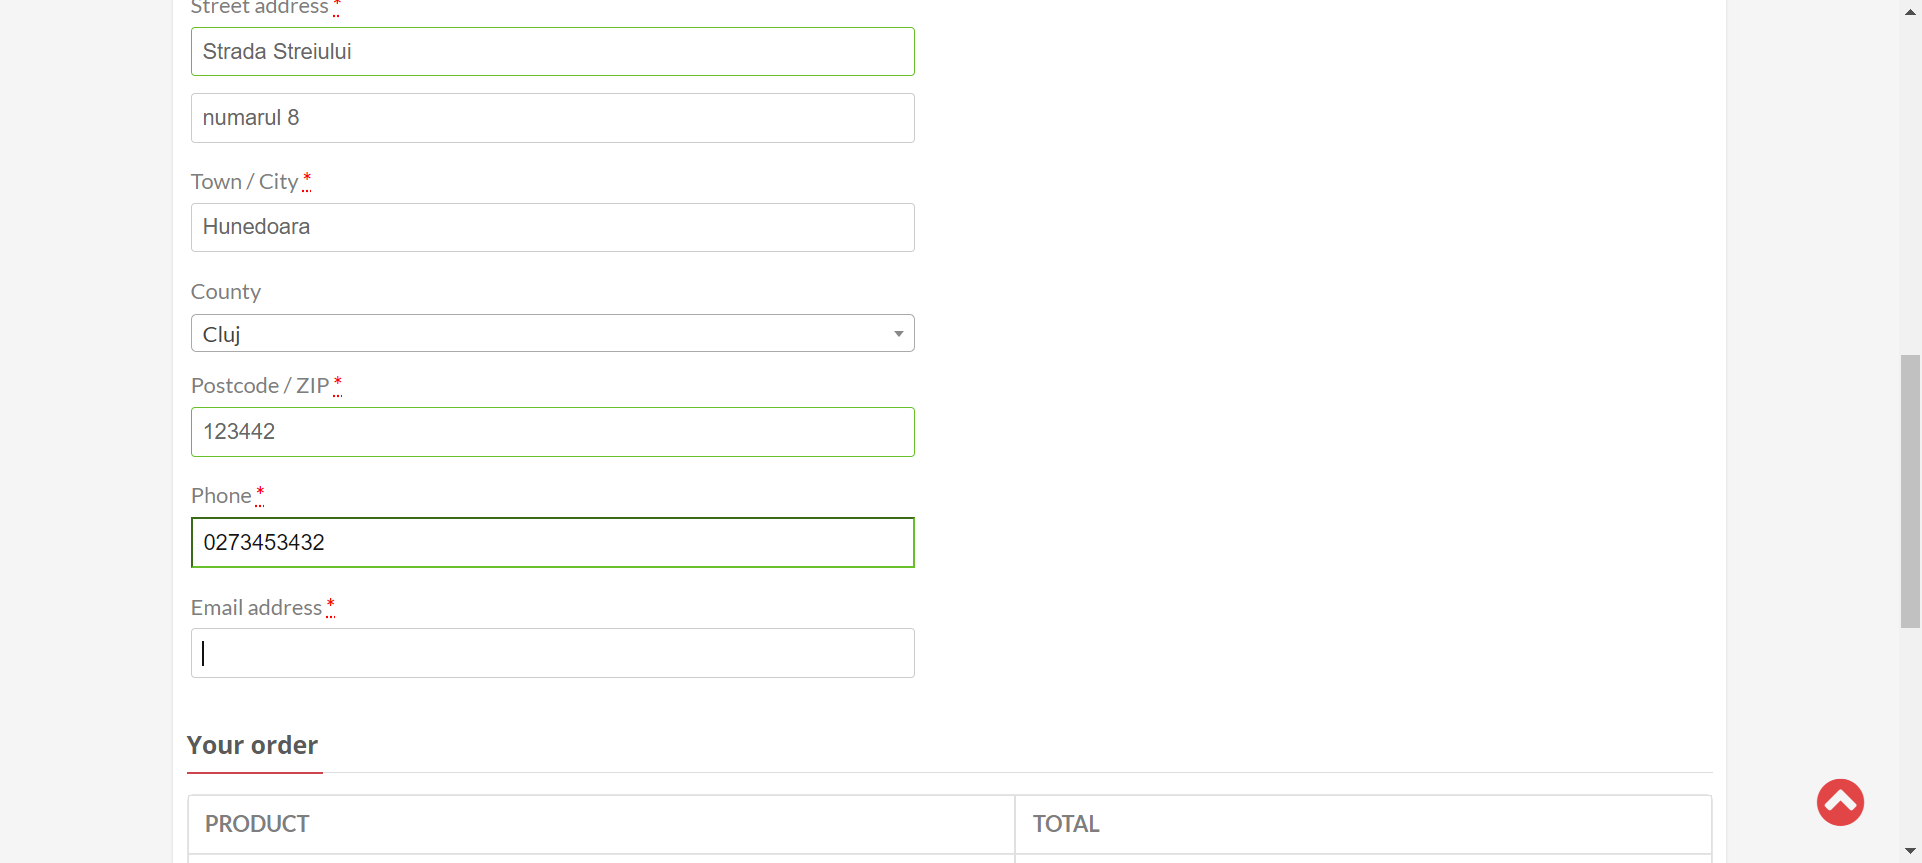 Street address *
Strada Streiului
numarul 8
Town / City *
Hunedoara
County
Cluj
Postcode / ZIP *
123442
Phone *
0273453432
Email address *
Your order
PRODUCT TOTAL